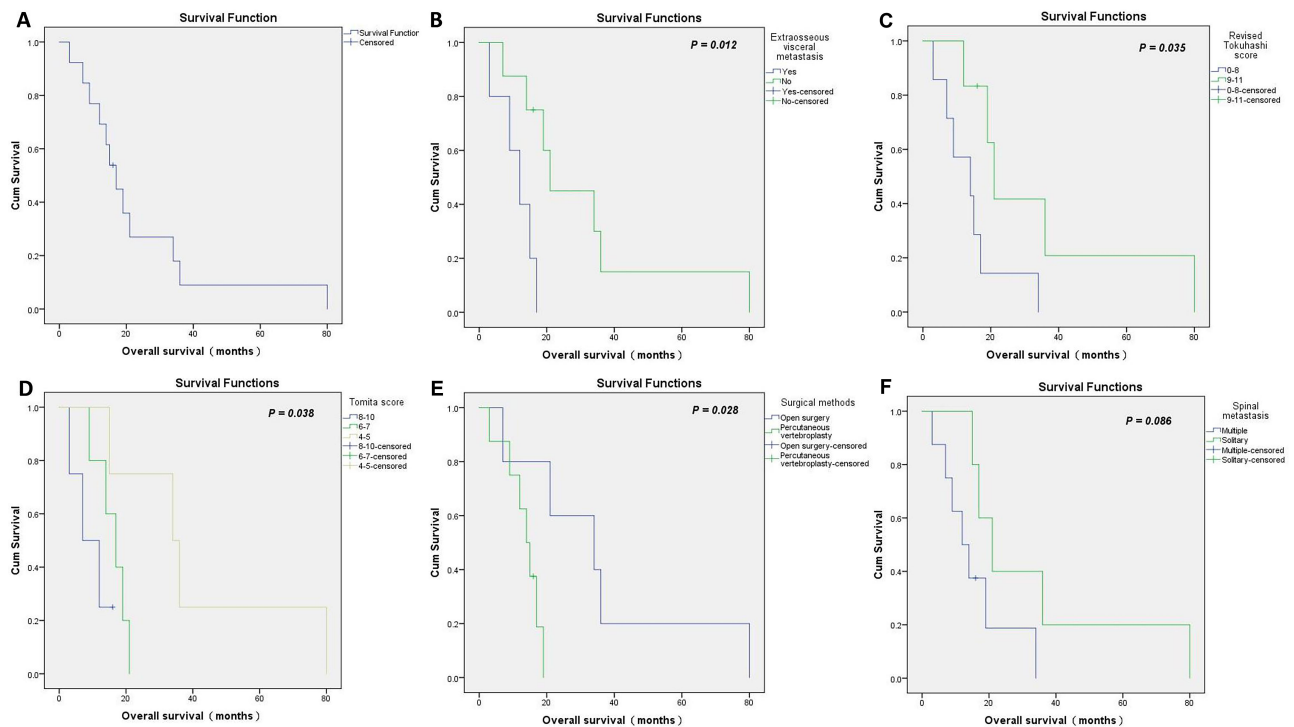 A
Survival Function
Survival Function
Censored
1.0
0.8
0.6
0.4
0.2
0.0
Cum Survival
0 20 40 60 80
Overall survival（months）
B
Survival Functions
P = 0.012
Extraosseous
visceral
metastasis
Yes
No
Yes-censored
No-censored
1.0
0.8
0.6
0.4
0.2
0.0
Cum Survival
0 20 40 60 80
Overall survival（months）
C
Survival Functions
P = 0.035
Revised
Tokuhashi
score
0-8
9-11
0-8-censored
9-11-censored
1.0
0.8
0.6
0.4
0.2
0.0
Cum Survival
0 20 40 60 80
Overall survival（months）
D
Survival Functions
P = 0.038
Tomita score
8-10
6-7
4-5
8-10-censored
6-7-censored
4-5-censored
1.0
0.8
0.6
0.4
0.2
0.0
Cum Survival
0 20 40 60 80
Overall survival（months）
E
Survival Functions
P = 0.028
Surgical methods
Open surgery
Percutaneous
vertebroplasty
Open surgery-censored
Percutaneous
vertebroplasty-censored
1.0
0.8
0.6
0.4
0.2
0.0
Cum Survival
0 20 40 60 80
Overall survival（months）
F
Survival Functions
P = 0.086
Spinal
metastasis
Multiple
Solitary
Multiple-censored
Solitary-censored
1.0
0.8
0.6
0.4
0.2
0.0
Cum Survival
0 20 40 60 80
Overall survival（months）